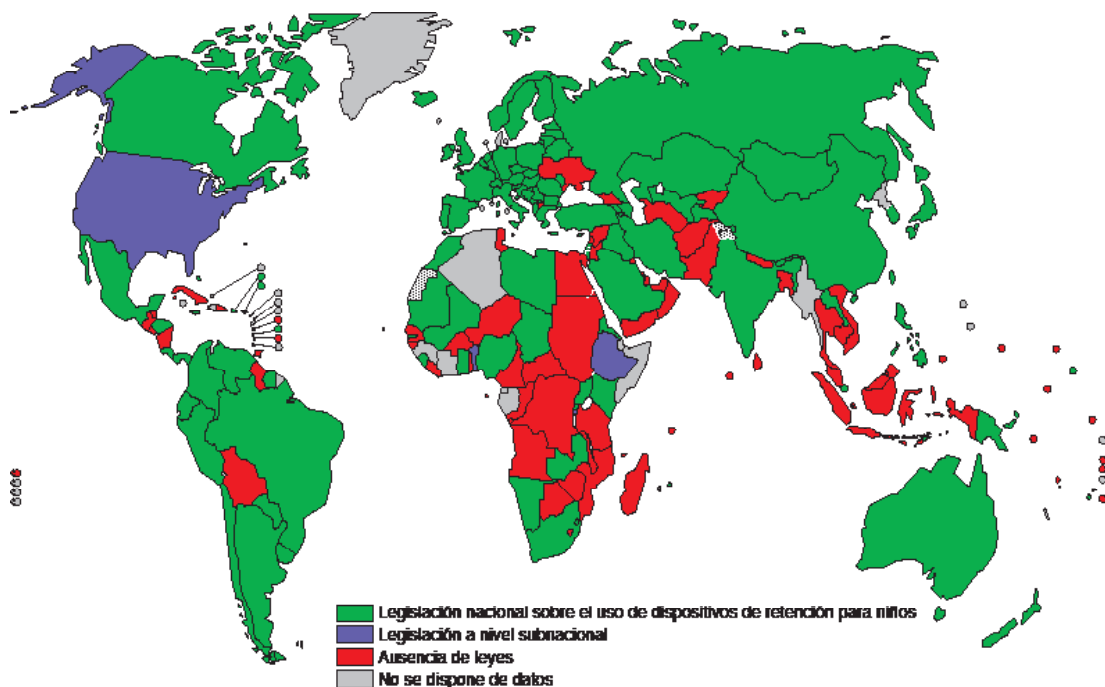 Legislación nacional sobre el uso de dispositivos de retención para niños
Legislación a nivel subnacional
Ausencia de leyes
No se dispone de datos